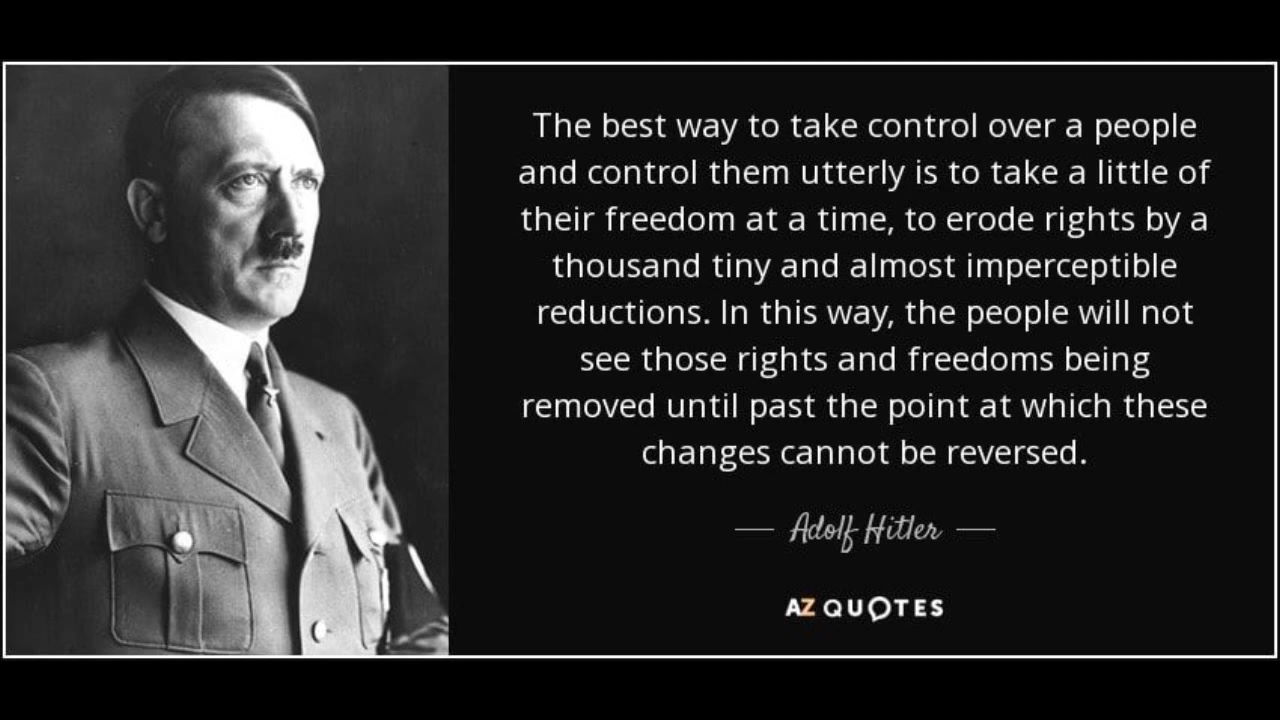 The best way to take control over a people
and control them utterly is to take a little of
their freedom at a time, to erode rights by a
thousand tiny and almost imperceptible
reductions. In this way, the people will not
see those rights and freedoms being
removed until past the point at which these
changes cannot be reversed.
Adolf Hitler
AZ QUOTES